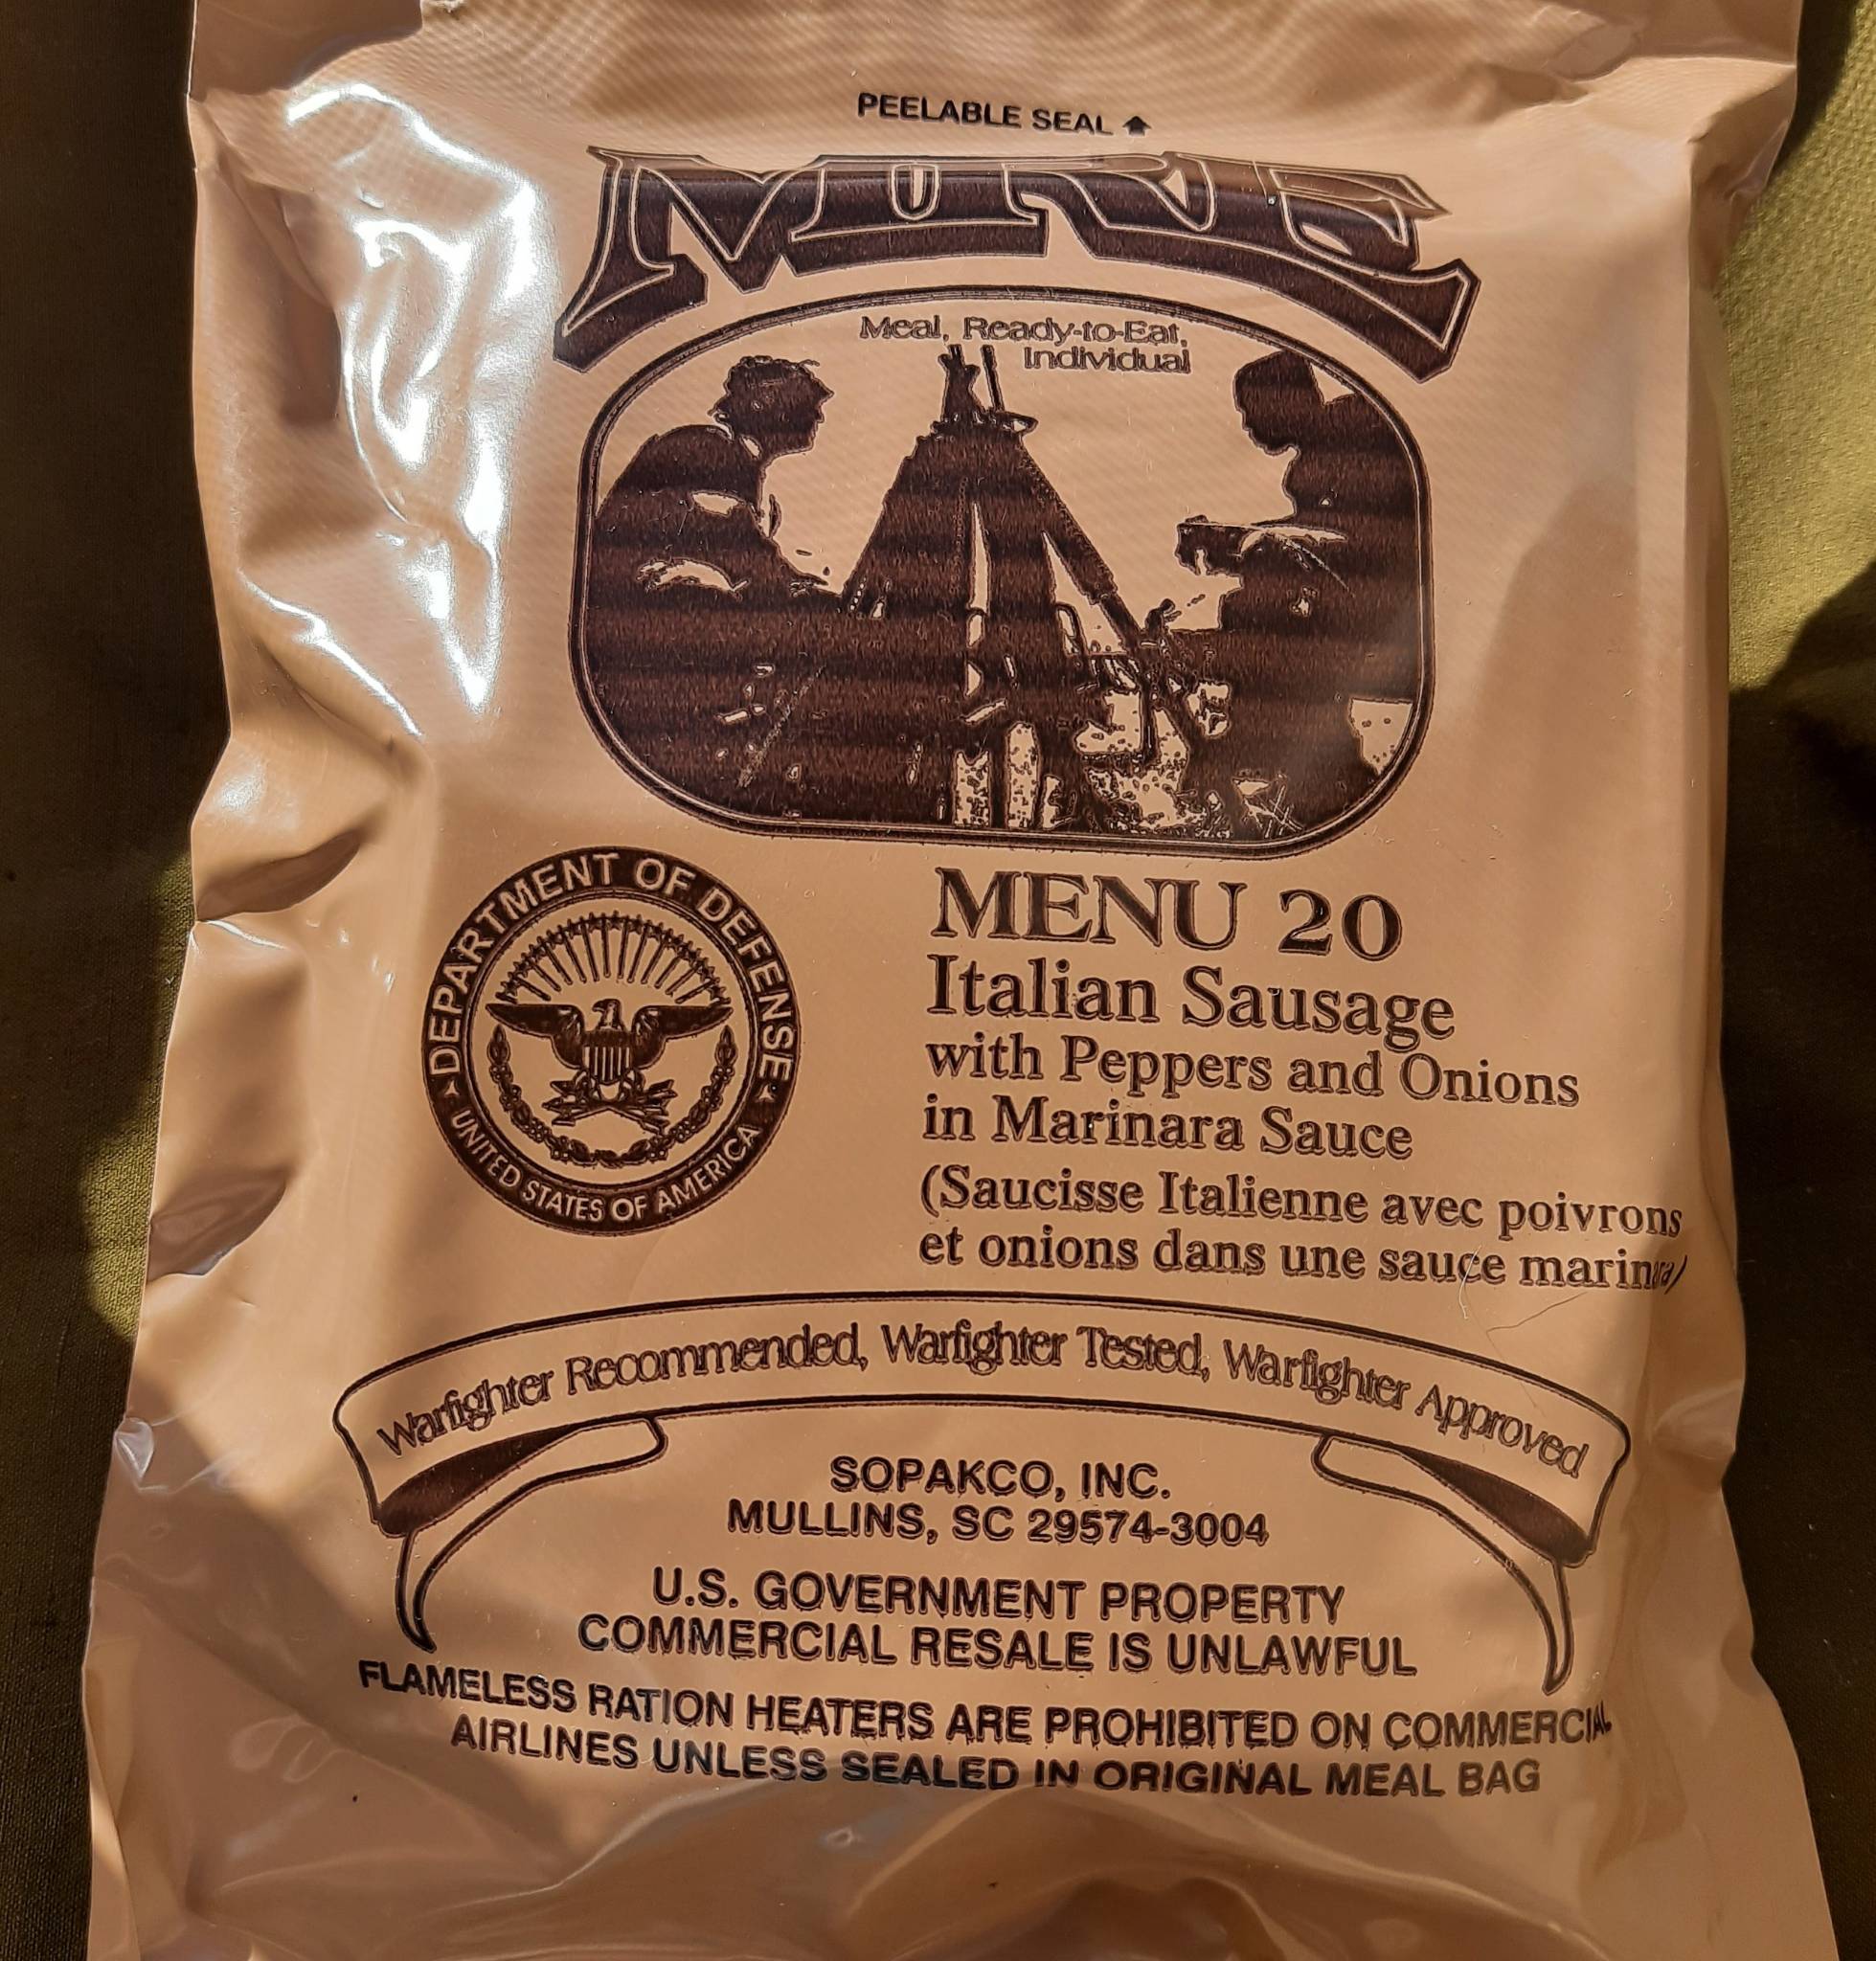 PEELABLE SEAL
MRE
Meal, Ready-to-Eat,
Individual
DEPARTMENT OF DEFENSE
UNITED STATES OF AMERICA
MENU 20
Italian Sausage
with Peppers and Onions
in Marinara Sauce
(Saucisse Italienne avec poivrons
et onions dans une sauce marinara)
Warfighter Recommended, Warfighter Tested, Warfighter Approved
SOPAKCO, INC.
MULLINS, SC 29574-3004
U.S. GOVERNMENT PROPERTY
COMMERCIAL RESALE IS UNLAWFUL
FLAMELESS RATION HEATERS ARE PROHIBITED ON COMMERCIAL
AIRLINES UNLESS SEALED IN ORIGINAL MEAL BAG